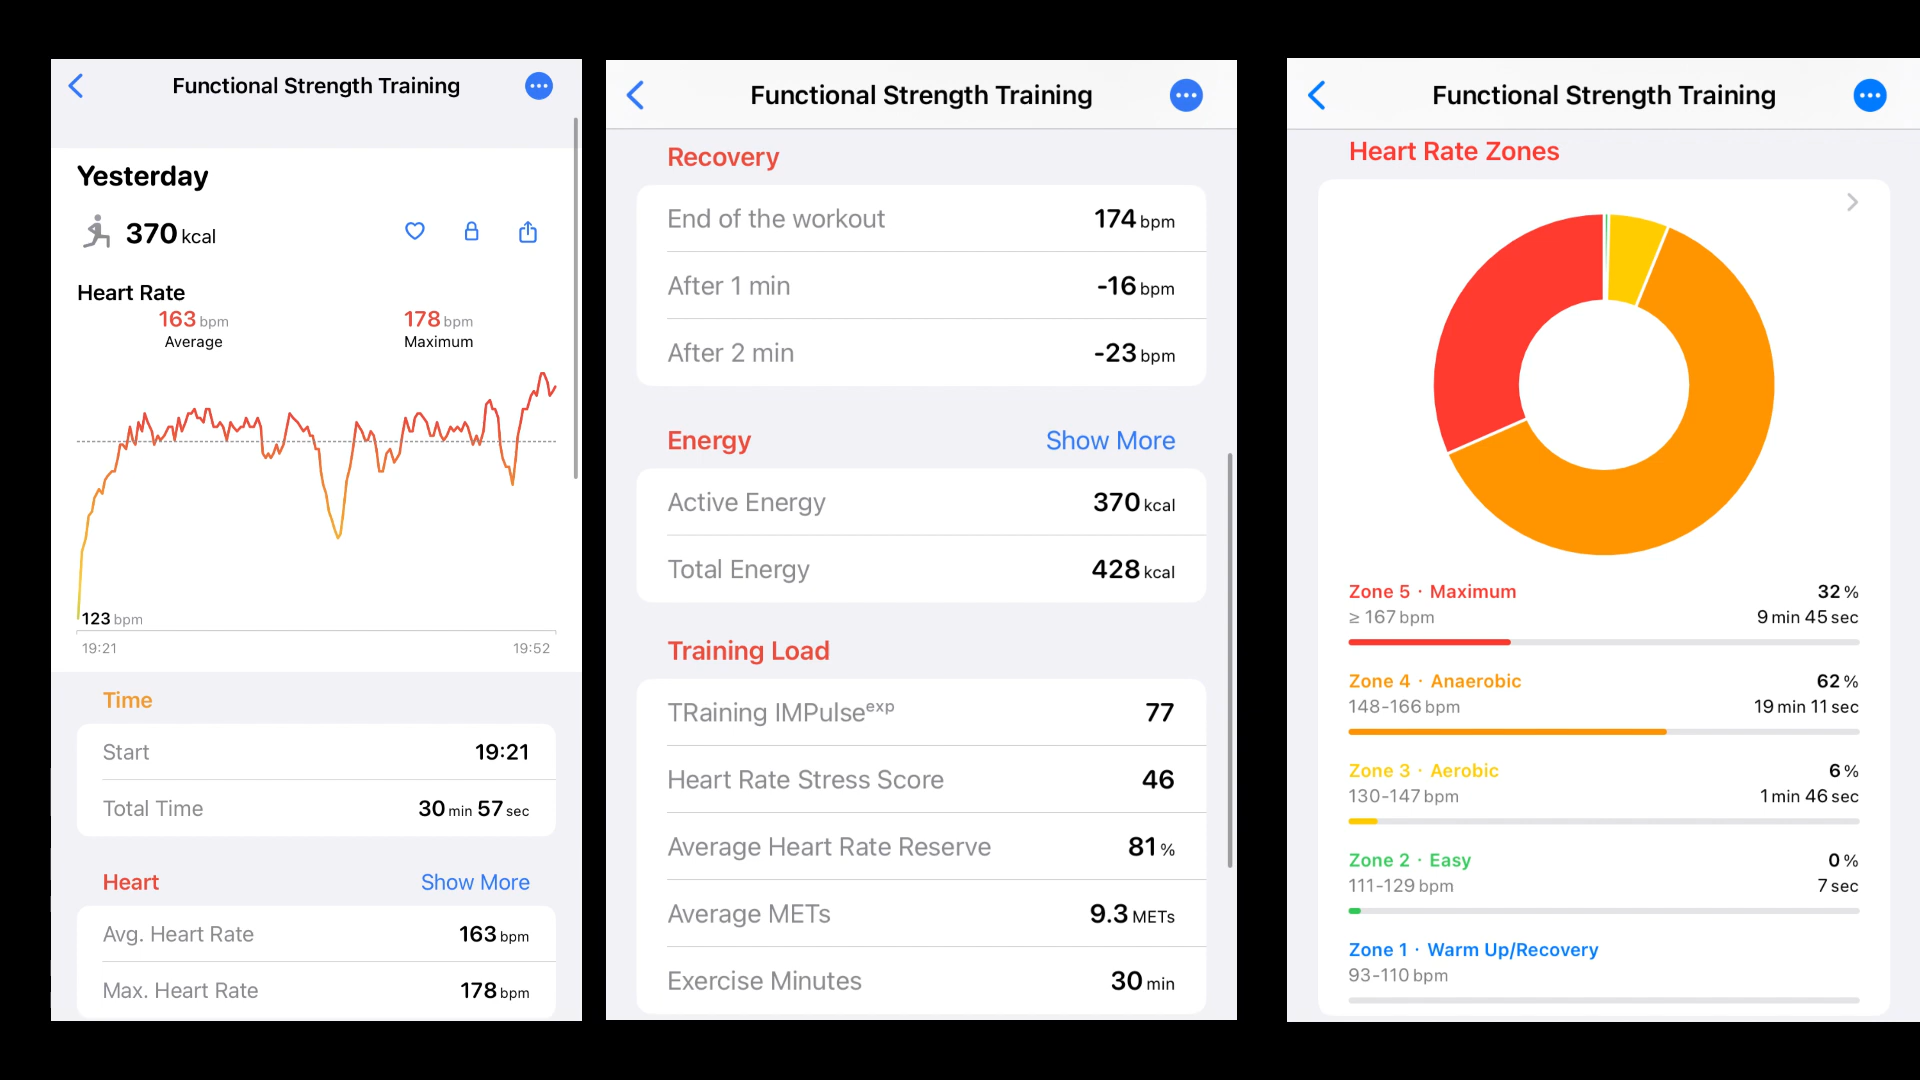 Functional Strength Training
Yesterday
370 kcal
Heart Rate
163 bpm 178 bpm
Average Maximum
123 bpm
19:21 19:52
Time
Start 19:21
Total Time 30 min 57 sec
Heart Show More
Avg. Heart Rate 163 bpm
Max. Heart Rate 178 bpm
Functional Strength Training
Recovery
End of the workout 174 bpm
After 1 min -16 bpm
After 2 min -23 bpm
Energy Show More
Active Energy 370 kcal
Total Energy 428 kcal
Training Load
TRaining IMPulse^exp 77
Heart Rate Stress Score 46
Average Heart Rate Reserve 81 %
Average METs 9.3 METs
Exercise Minutes 30 min
Functional Strength Training
Heart Rate Zones
Zone 5 · Maximum 32 %
≥ 167 bpm 9 min 45 sec
Zone 4 · Anaerobic 62 %
148-166 bpm 19 min 11 sec
Zone 3 · Aerobic 6 %
130-147 bpm 1 min 46 sec
Zone 2 · Easy 0 %
111-129 bpm 7 sec
Zone 1 · Warm Up/Recovery
93-110 bpm